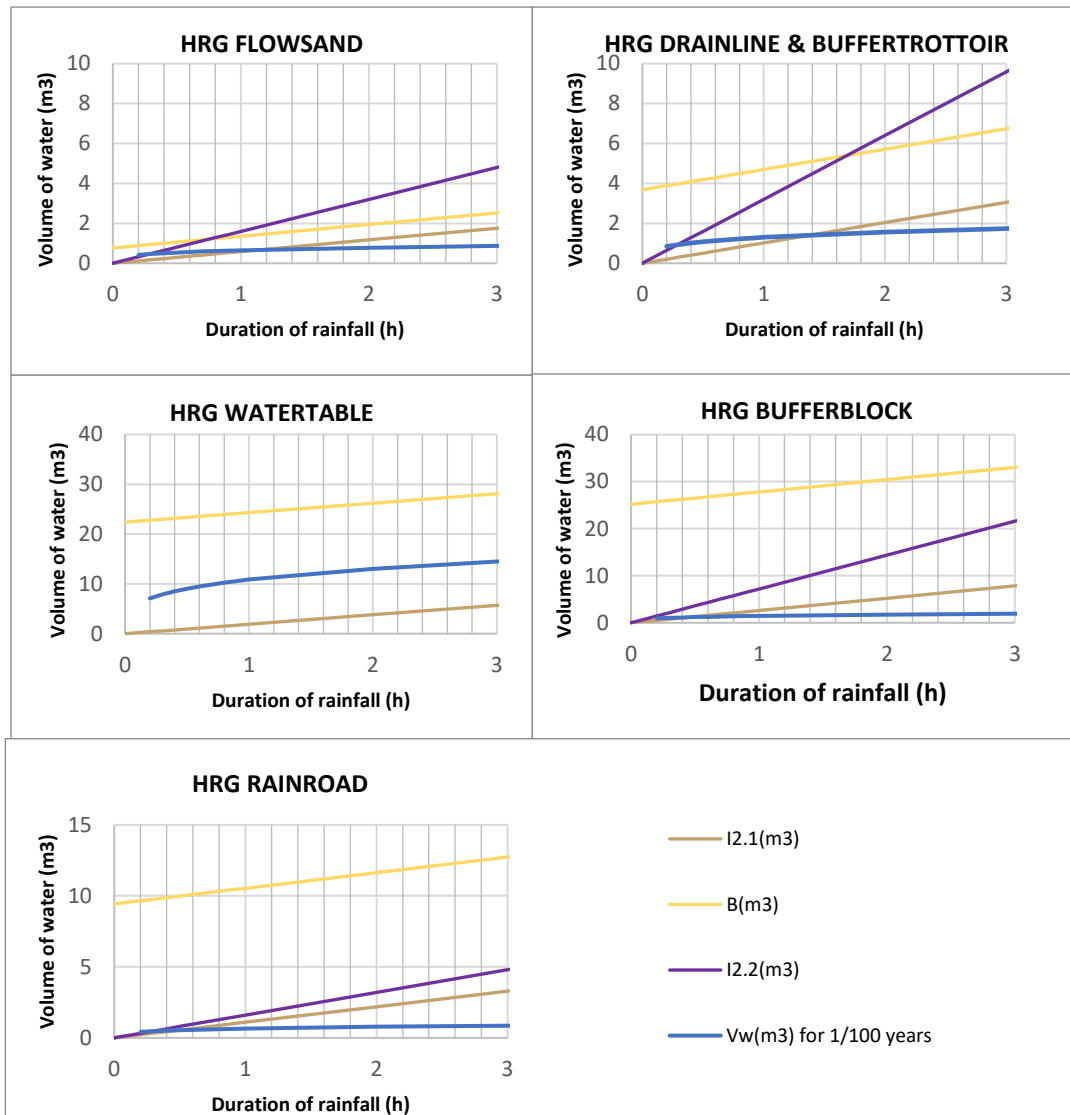 HRG FLOWSAND
Volume of water (m3)
10
8
6
4
2
0
0 1 2 3
Duration of rainfall (h)
HRG DRAINLINE & BUFFERTROTTOIR
Volume of water (m3)
10
8
6
4
2
0
0 1 2 3
Duration of rainfall (h)
HRG WATERTABLE
Volume of water (m3)
40
30
20
10
0
0 1 2 3
Duration of rainfall (h)
HRG BUFFERBLOCK
Volume of water (m3)
40
30
20
10
0
0 1 2 3
Duration of rainfall (h)
HRG RAINROAD
Volume of water (m3)
15
10
5
0
0 1 2 3
Duration of rainfall (h)
I2.1(m3)
B(m3)
I2.2(m3)
Vw(m3) for 1/100 years